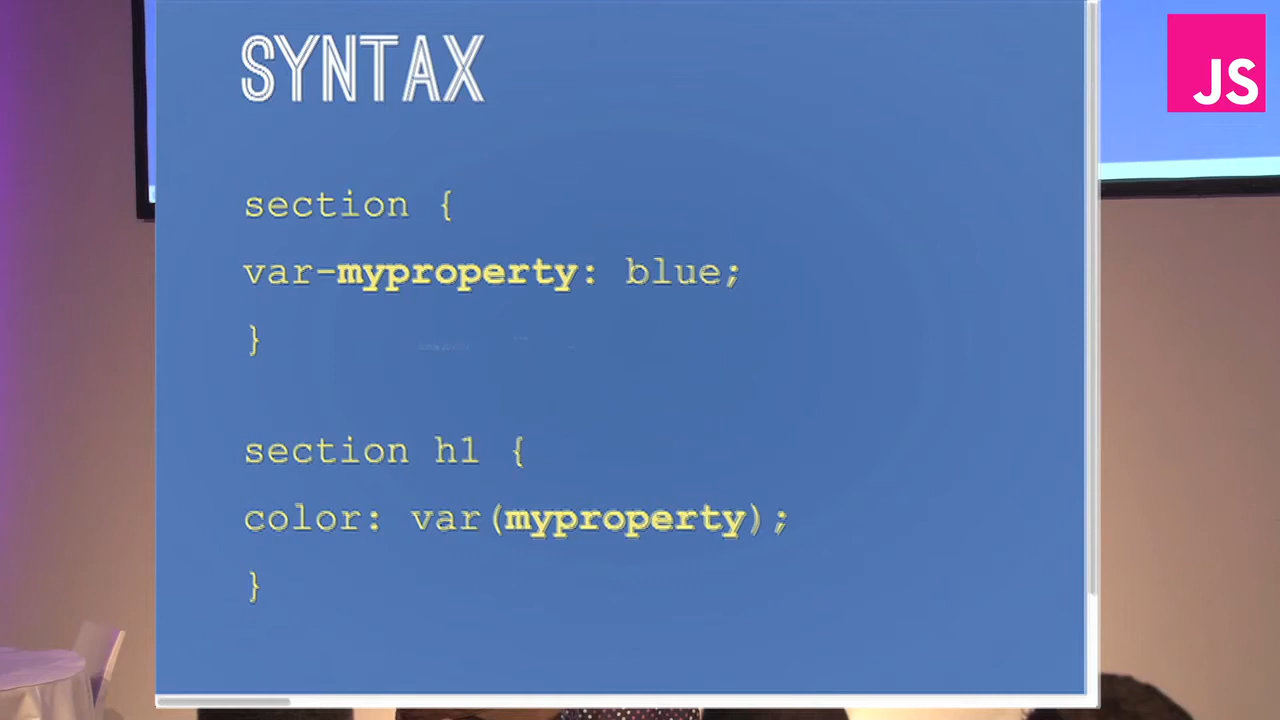 SYNTAX
JS
section {
var-myproperty: blue;
}
section h1 {
color: var(myproperty);
}